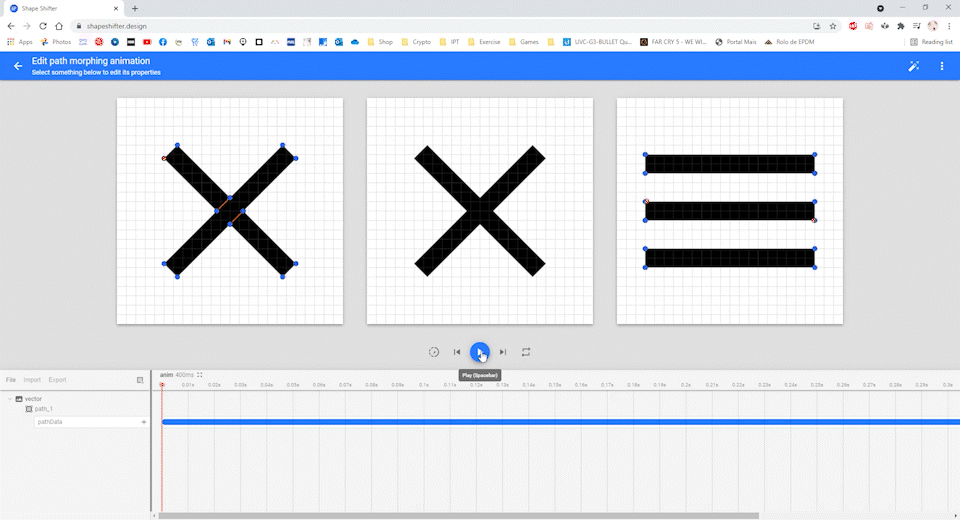 Shape Shifter
shapeshifter.design
Apps
Photos
Shop
Crypto
IPT
Exercise
Games
UVC-G3-BULLET Qu...
FAR CRY 5 - WE WI...
Portal Mais
Rolo de EPDM
Reading list
Edit path morphing animation
Select something below to edit its properties
Play (Spacebar)
File Import Export
anim 400ms
0.01s 0.02s 0.03s 0.04s 0.05s 0.06s 0.07s 0.08s 0.09s 0.1s 0.11s 0.12s 0.13s 0.14s 0.15s 0.16s 0.17s 0.18s 0.19s 0.2s 0.21s 0.22s 0.23s 0.24s 0.25s 0.26s 0.27s 0.28s 0.29s 0.3s
vector
path_1
pathData